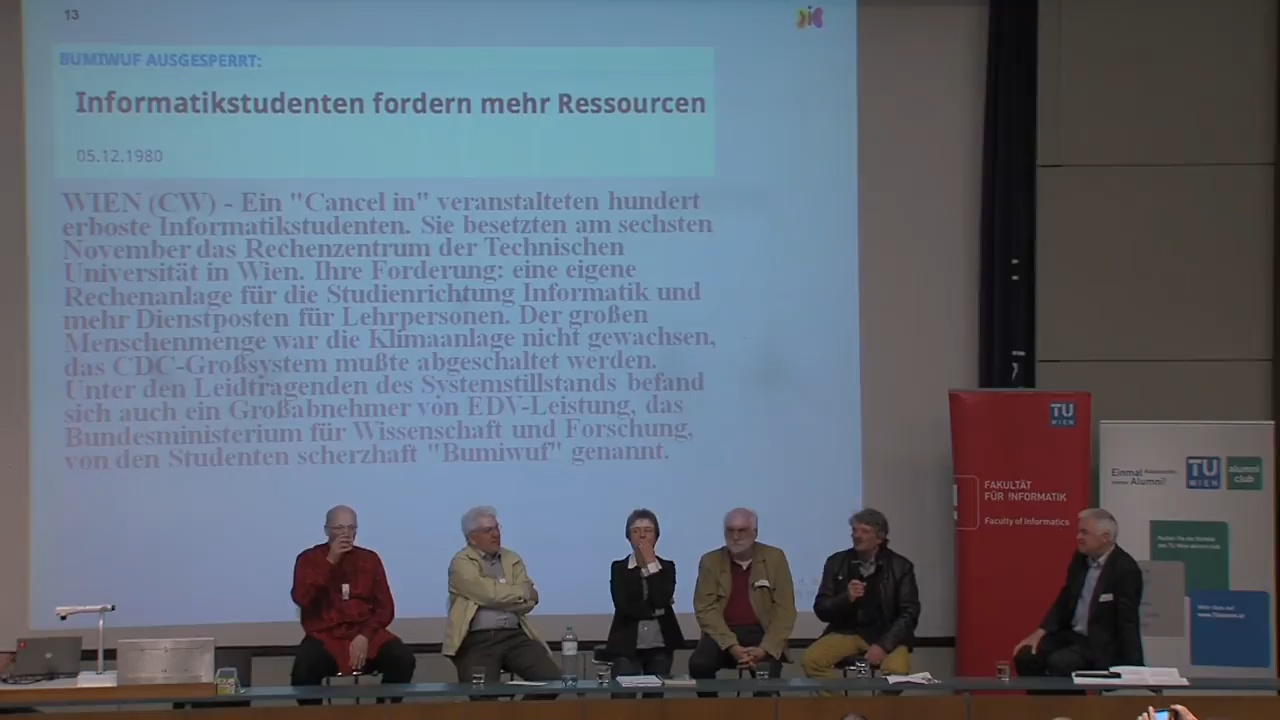 13
BUMIWUF AUSGESPERRT:
Informatikstudenten fordern mehr Ressourcen
05.12.1980
WIEN (CW) - Ein "Cancel in" veranstalteten hundert
erboste Informatikstudenten. Sie besetzten am sechsten
November das Rechenzentrum der Technischen
Universität in Wien. Ihre Forderung: eine eigene
Rechenanlage für die Studienrichtung Informatik und
mehr Dienstposten für Lehrpersonen. Der großen
Menschenmenge war die Klimaanlage nicht gewachsen,
das CDC-Großsystem mußte abgeschaltet werden.
Unter den Leidtragenden des Systemstillstands befand
sich auch ein Großabnehmer von EDV-Leistung, das
Bundesministerium für Wissenschaft und Forschung,
von den Studenten scherzhaft "Bumiwuf" genannt.
TU
WIEN
FAKULTÄT
FÜR !NFORMATIK
Faculty of Informatics
Einmal
Alumni!
TU
WIEN
alumni
club